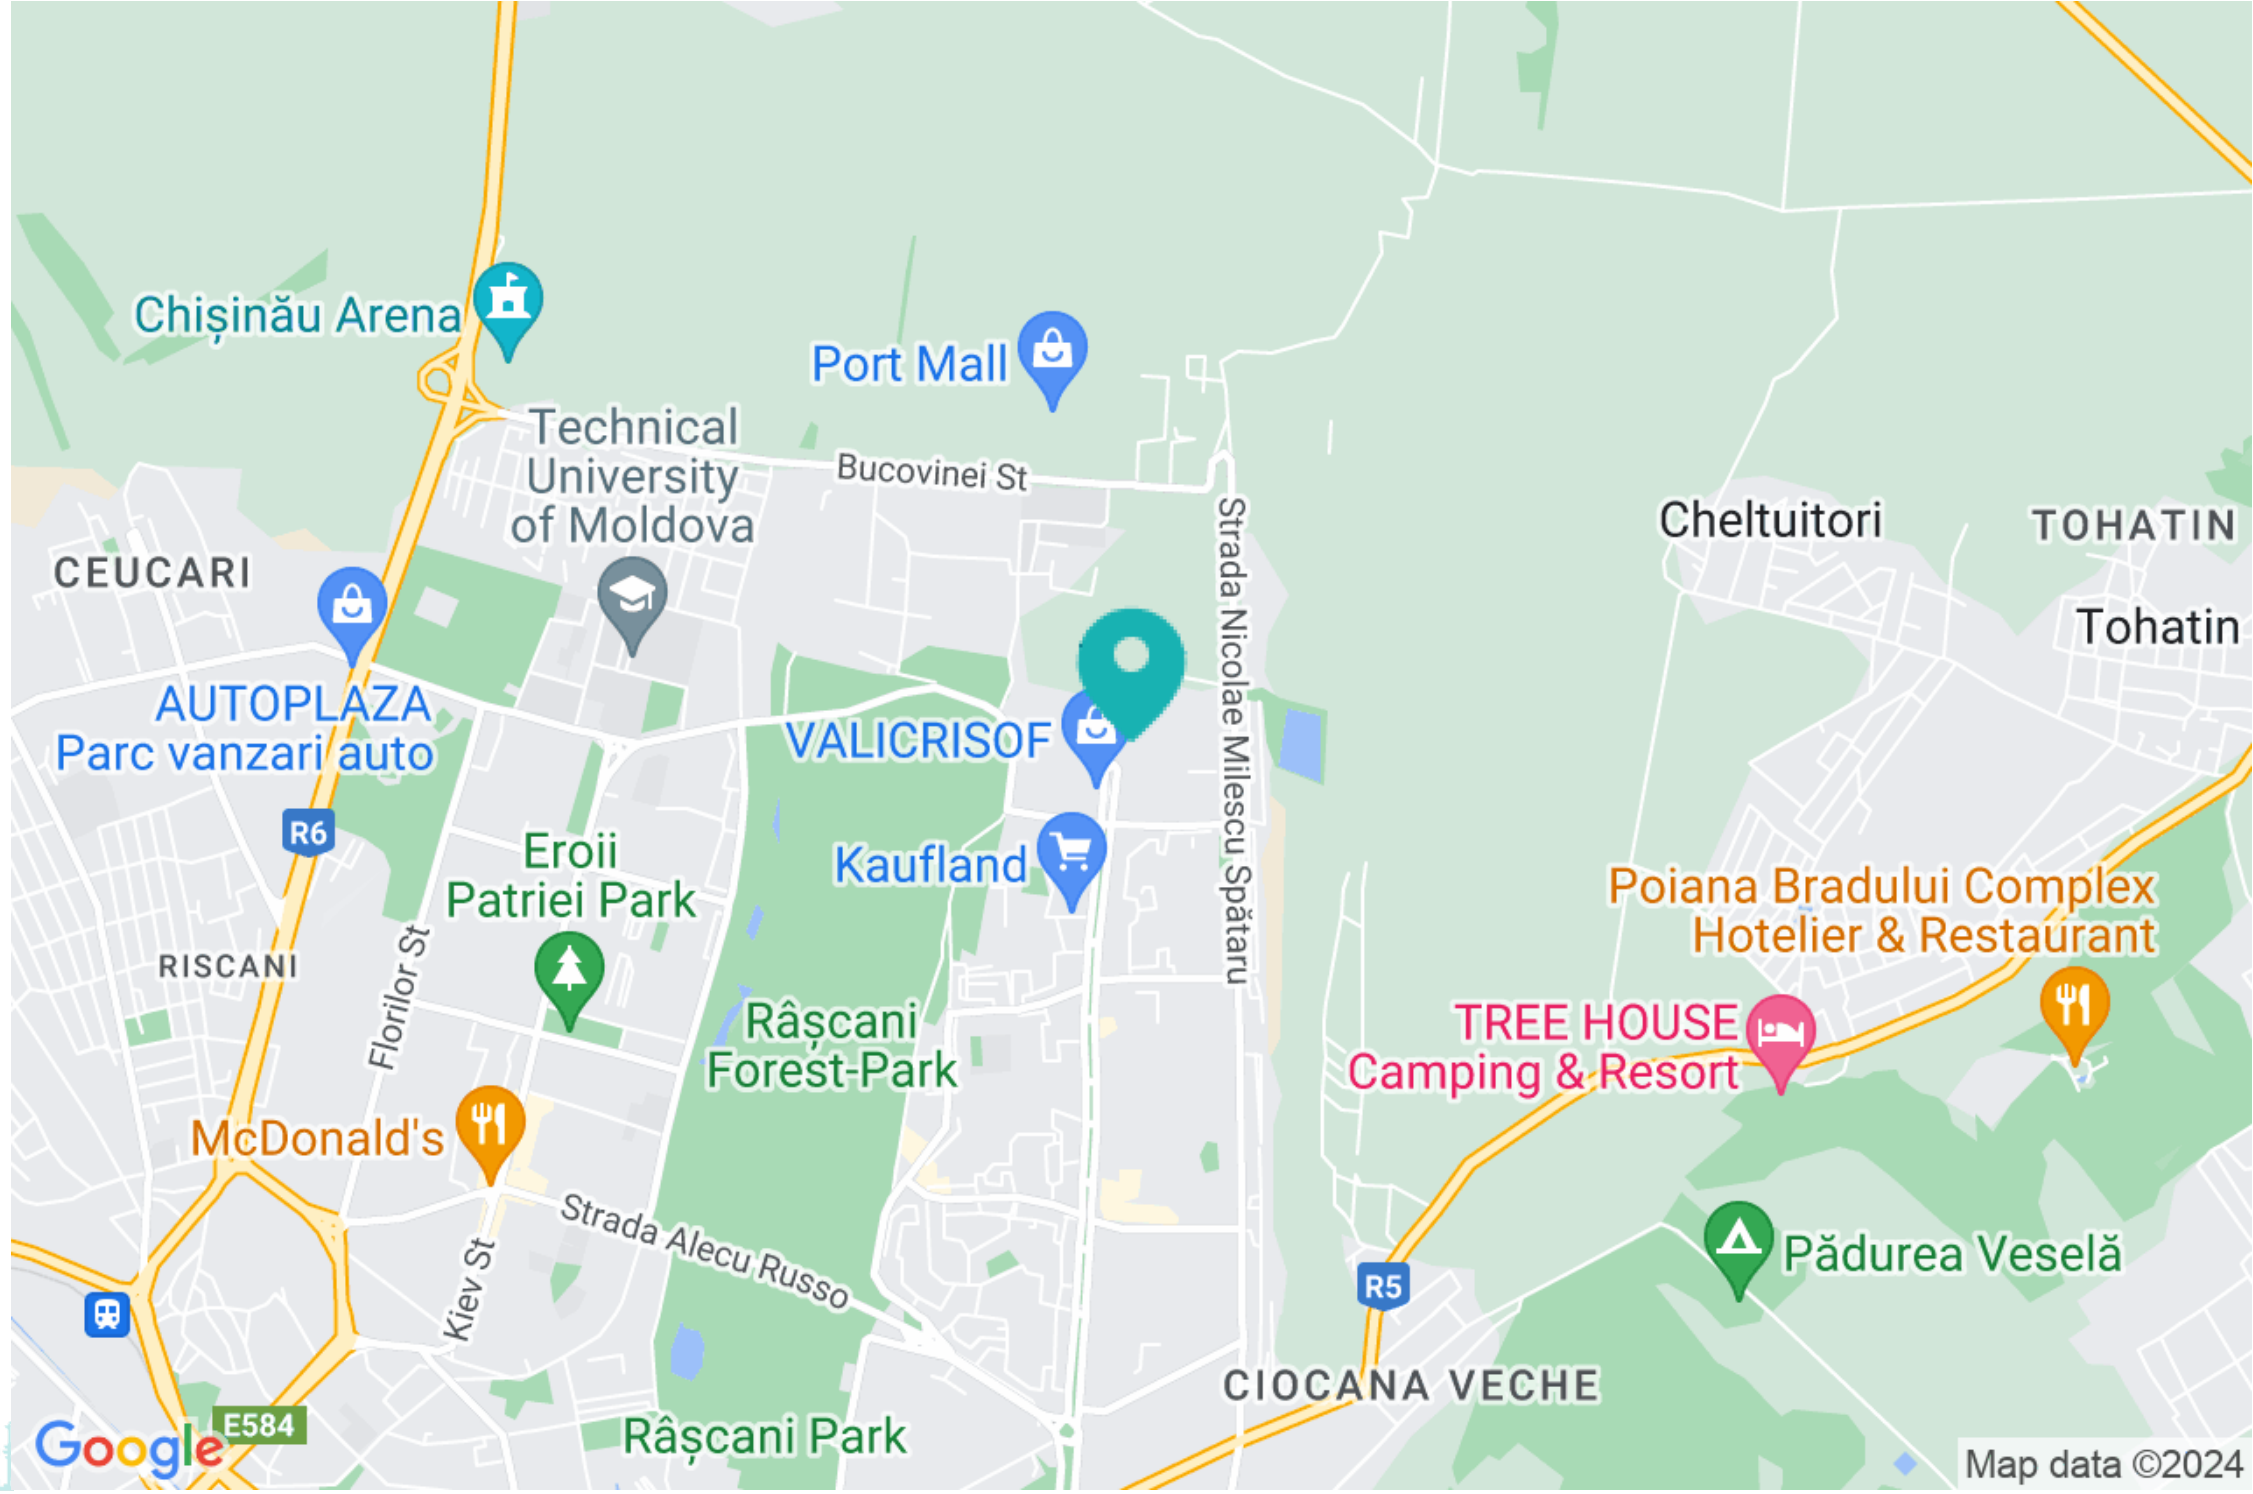 Chișinău Arena
Port Mall
Technical
University
of Moldova
Bucovinei St
Strada Nicolae Milescu Spătaru
Cheltuitori
TOHATIN
CEUCARI
Tohatin
AUTOPLAZA
Parc vanzari auto
VALICRISOF
R6
Eroii
Patriei Park
Kaufland
Poiana Bradului Complex
Hotelier & Restaurant
RISCANI
Florilor St
Râșcani
Forest-Park
TREE HOUSE
Camping & Resort
McDonald's
Strada Alecu Russo
Kiev St
Pădurea Veselă
R5
CIOCANA VECHE
E584
Râșcani Park
Google
Map data ©2024